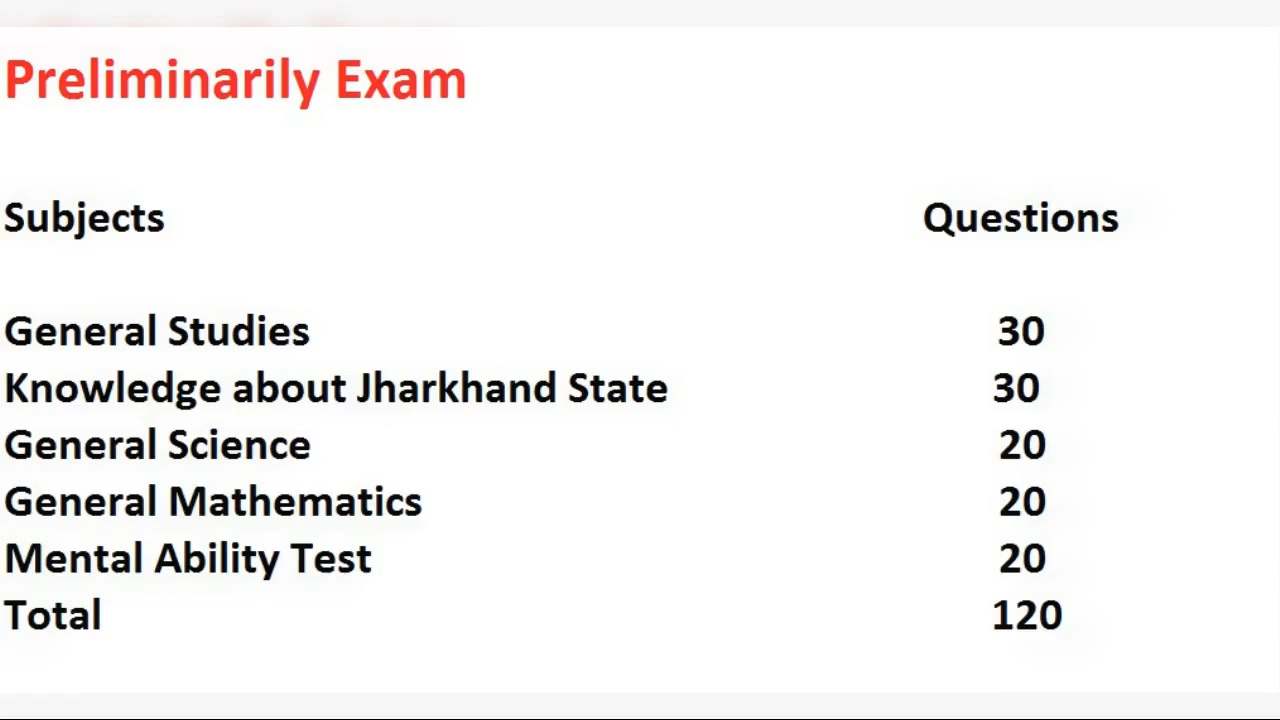 Preliminarily Exam
Subjects Questions
General Studies 30
Knowledge about Jharkhand State 30
General Science 20
General Mathematics 20
Mental Ability Test 20
Total 120